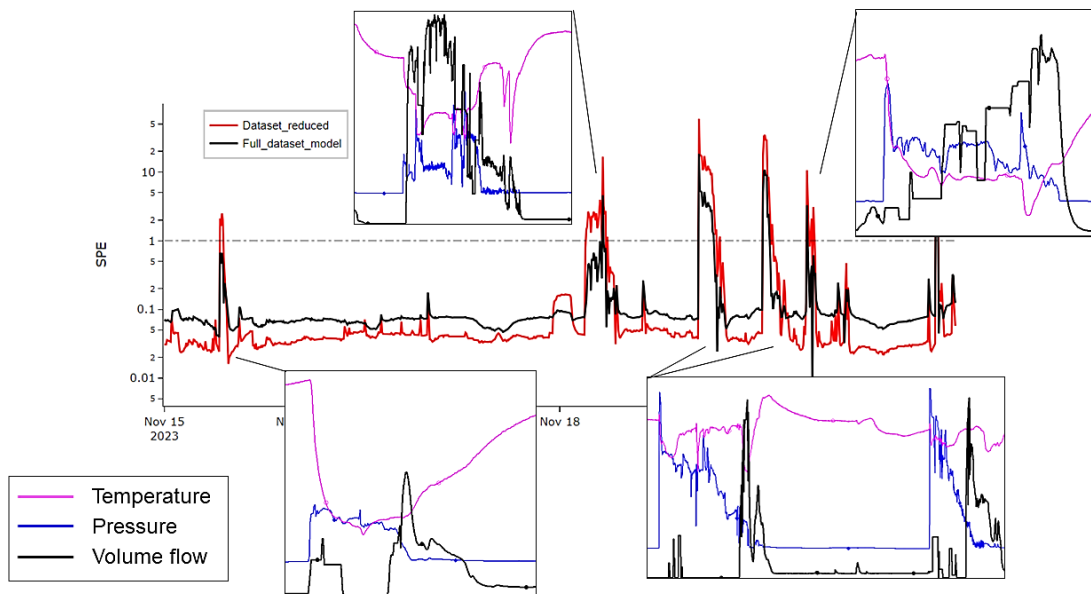 Dataset_reduced
Full_dataset_model
SPE
5
2
10
5
2
1
5
2
0.1
5
2
0.01
5
Nov 15
2023
N
Nov 18
Temperature
Pressure
Volume flow